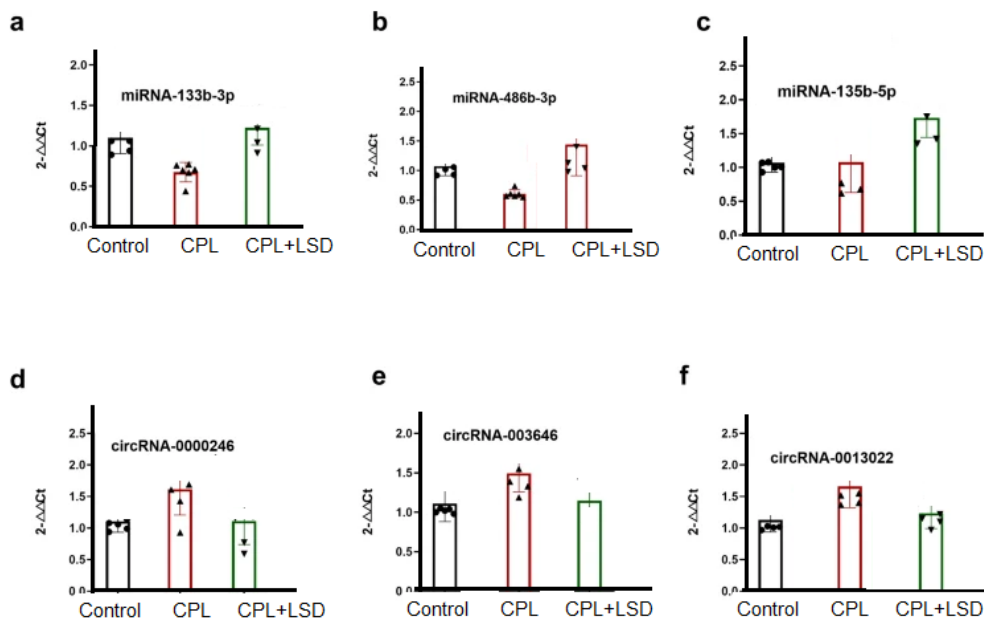 a
2.0
1.5
1.0
0.5
0.0
2-ΔΔCt
miRNA-133b-3p
Control CPL CPL+LSD
b
2.5
2.0
1.5
1.0
0.5
0.0
2-ΔΔCt
miRNA-486b-3p
Control CPL CPL+LSD
c
2.5
2.0
1.5
1.0
0.5
0.0
2-ΔΔCt
miRNA-135b-5p
Control CPL CPL+LSD
d
2.5
2.0
1.5
1.0
0.5
0.0
2-ΔΔCt
circRNA-0000246
Control CPL CPL+LSD
e
2.0
1.5
1.0
0.5
0.0
2-ΔΔCt
circRNA-003646
Control CPL CPL+LSD
f
2.5
2.0
1.5
1.0
0.5
0.0
2-ΔΔCt
circRNA-0013022
Control CPL CPL+LSD